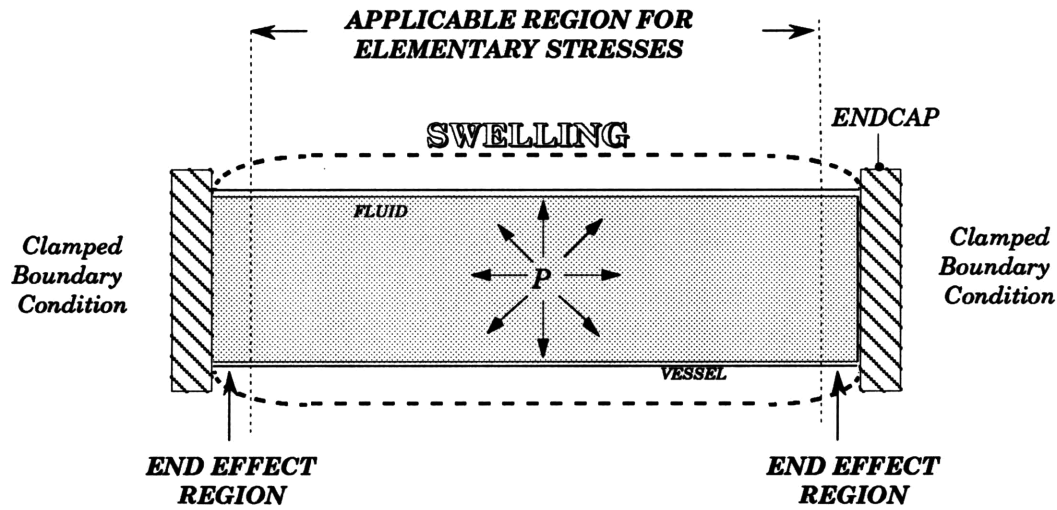 APPLICABLE REGION FOR
ELEMENTARY STRESSES
SWELLING
ENDCAP
FLUID
P
Clamped
Boundary
Condition
Clamped
Boundary
Condition
VESSEL
END EFFECT
REGION
END EFFECT
REGION